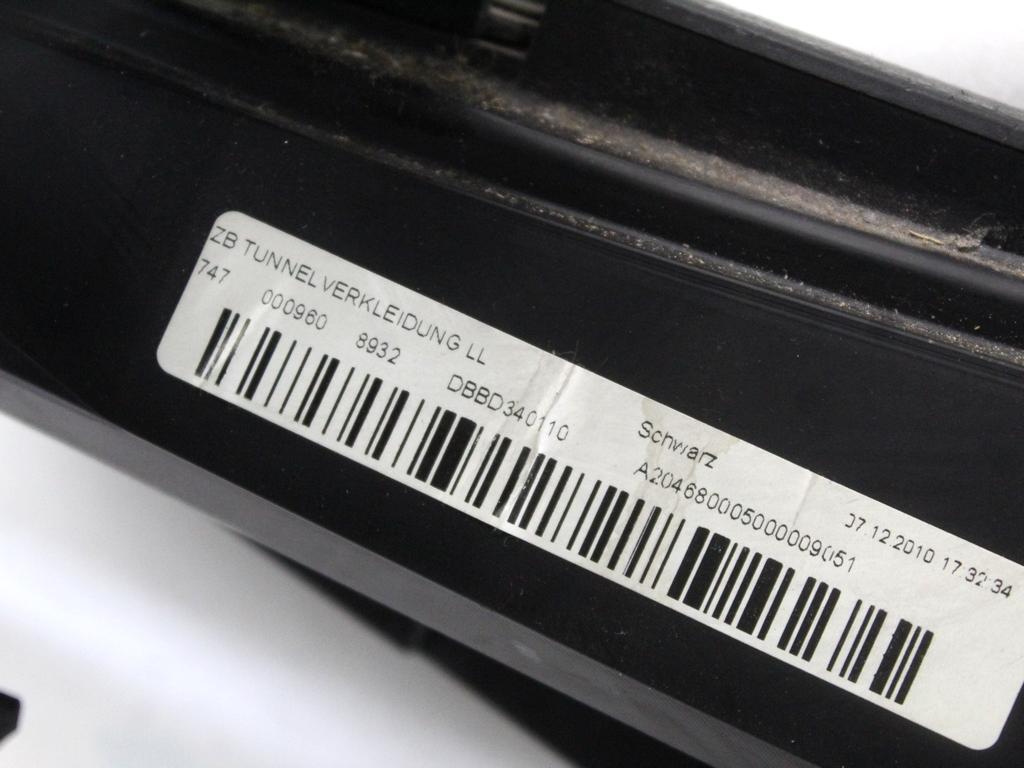 ZB TUNNELVERKLEIDUNG LL Schwarz 07.12.2010 17:32:34
747 000960 8932 DBBD340110 A2046800050000009051